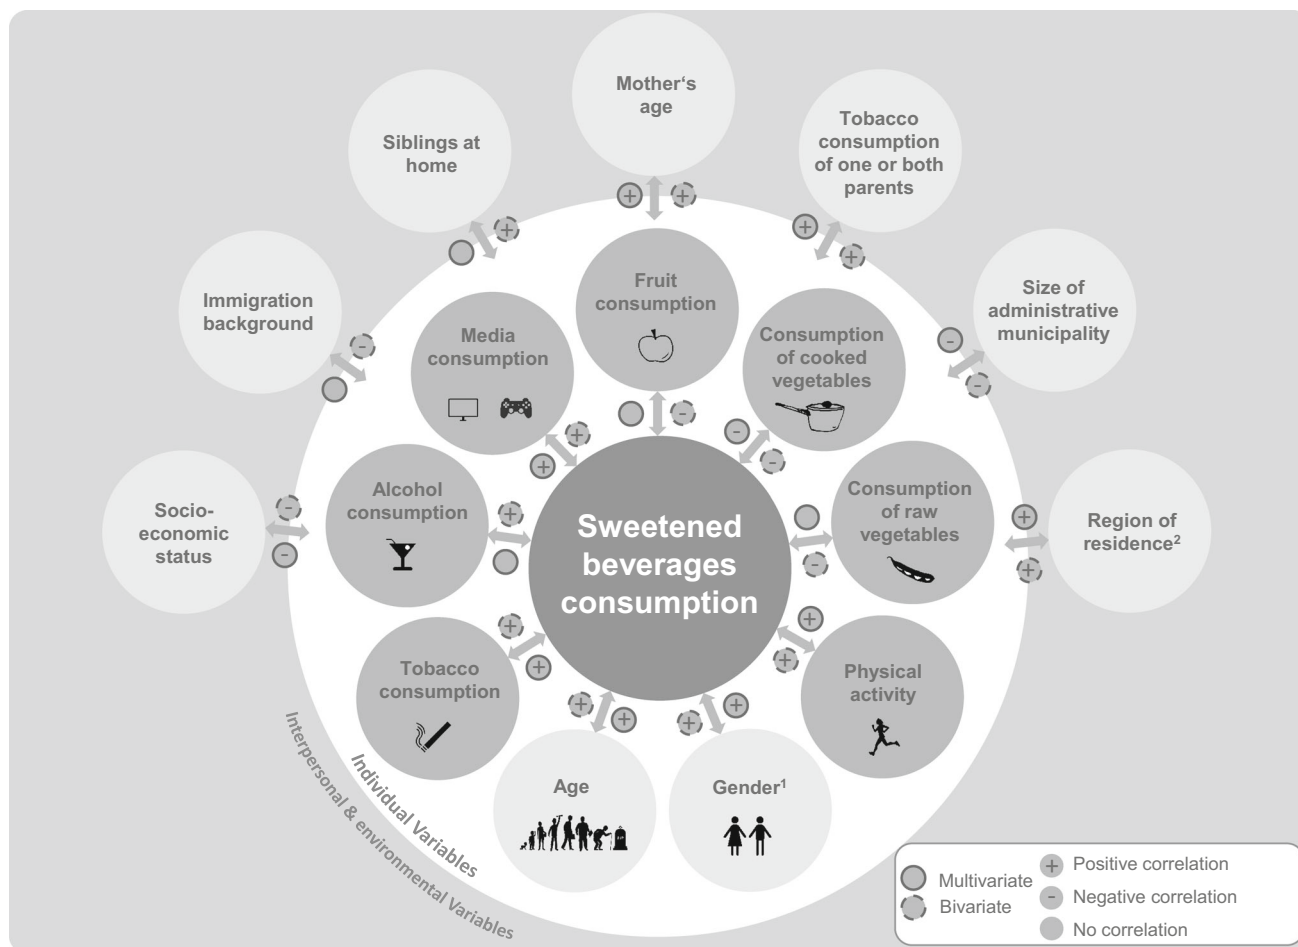 Mother‘s
age
Siblings at
home
Tobacco
consumption
of one or both
parents
Immigration
background
Size of
administrative
municipality
Socio-
economic
status
Region of
residence²
Fruit
consumption
Media
consumption
Consumption
of cooked
vegetables
Alcohol
consumption
Consumption
of raw
vegetables
Sweetened
beverages
consumption
Tobacco
consumption
Physical
activity
Age
Gender¹
Individual Variables
Interpersonal & environmental Variables
+ +
+
+
+
+
-
-
-
-
-
-
+
+
-
-
-
-
+
+
+
+
+
+
+
+
+
+
+
+
Multivariate
Bivariate
+ Positive correlation
- Negative correlation
No correlation